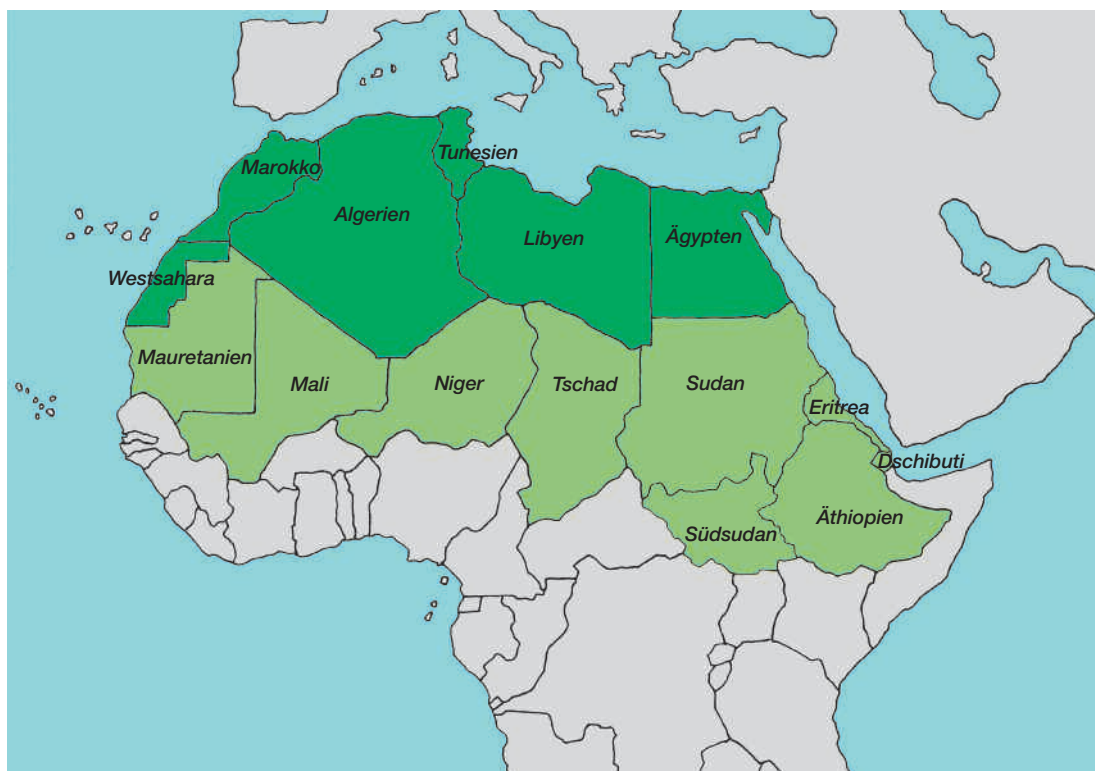 Marokko
Tunesien
Algerien
Libyen
Ägypten
Westsahara
Mauretanien
Mali
Niger
Tschad
Sudan
Eritrea
Dschibuti
Äthiopien
Südsudan